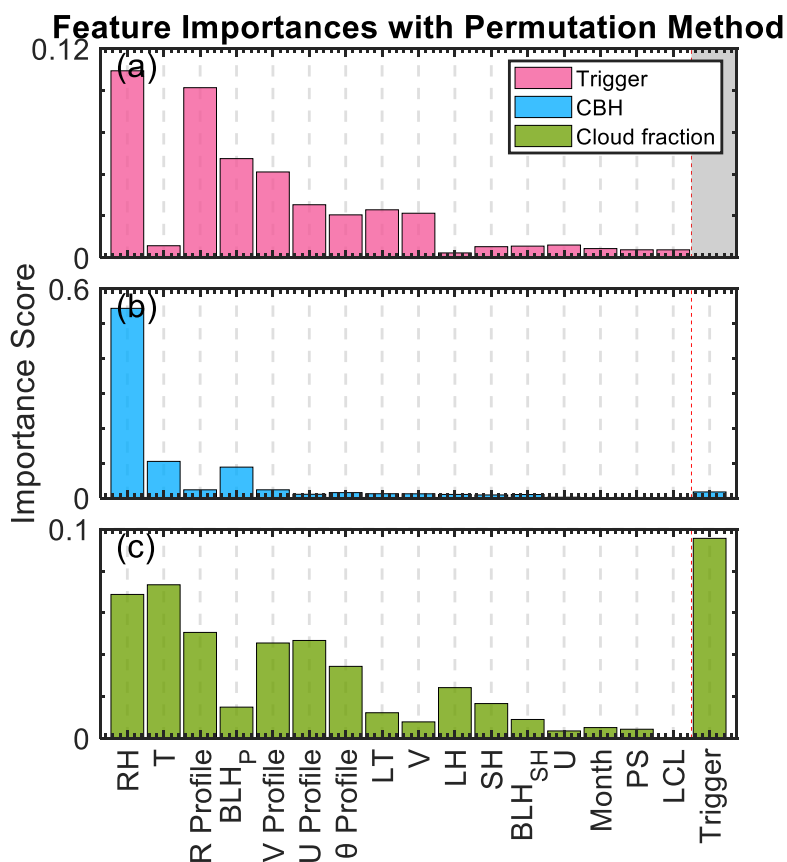 Feature Importances with Permutation Method
0.12
(a)
Trigger
CBH
Cloud fraction
0
0.6
(b)
Importance Score
0
0.1
(c)
0
RH
T
R Profile
BLH_P
V Profile
U Profile
θ Profile
LT
V
LH
SH
BLH_SH
U
Month
PS
LCL
Trigger